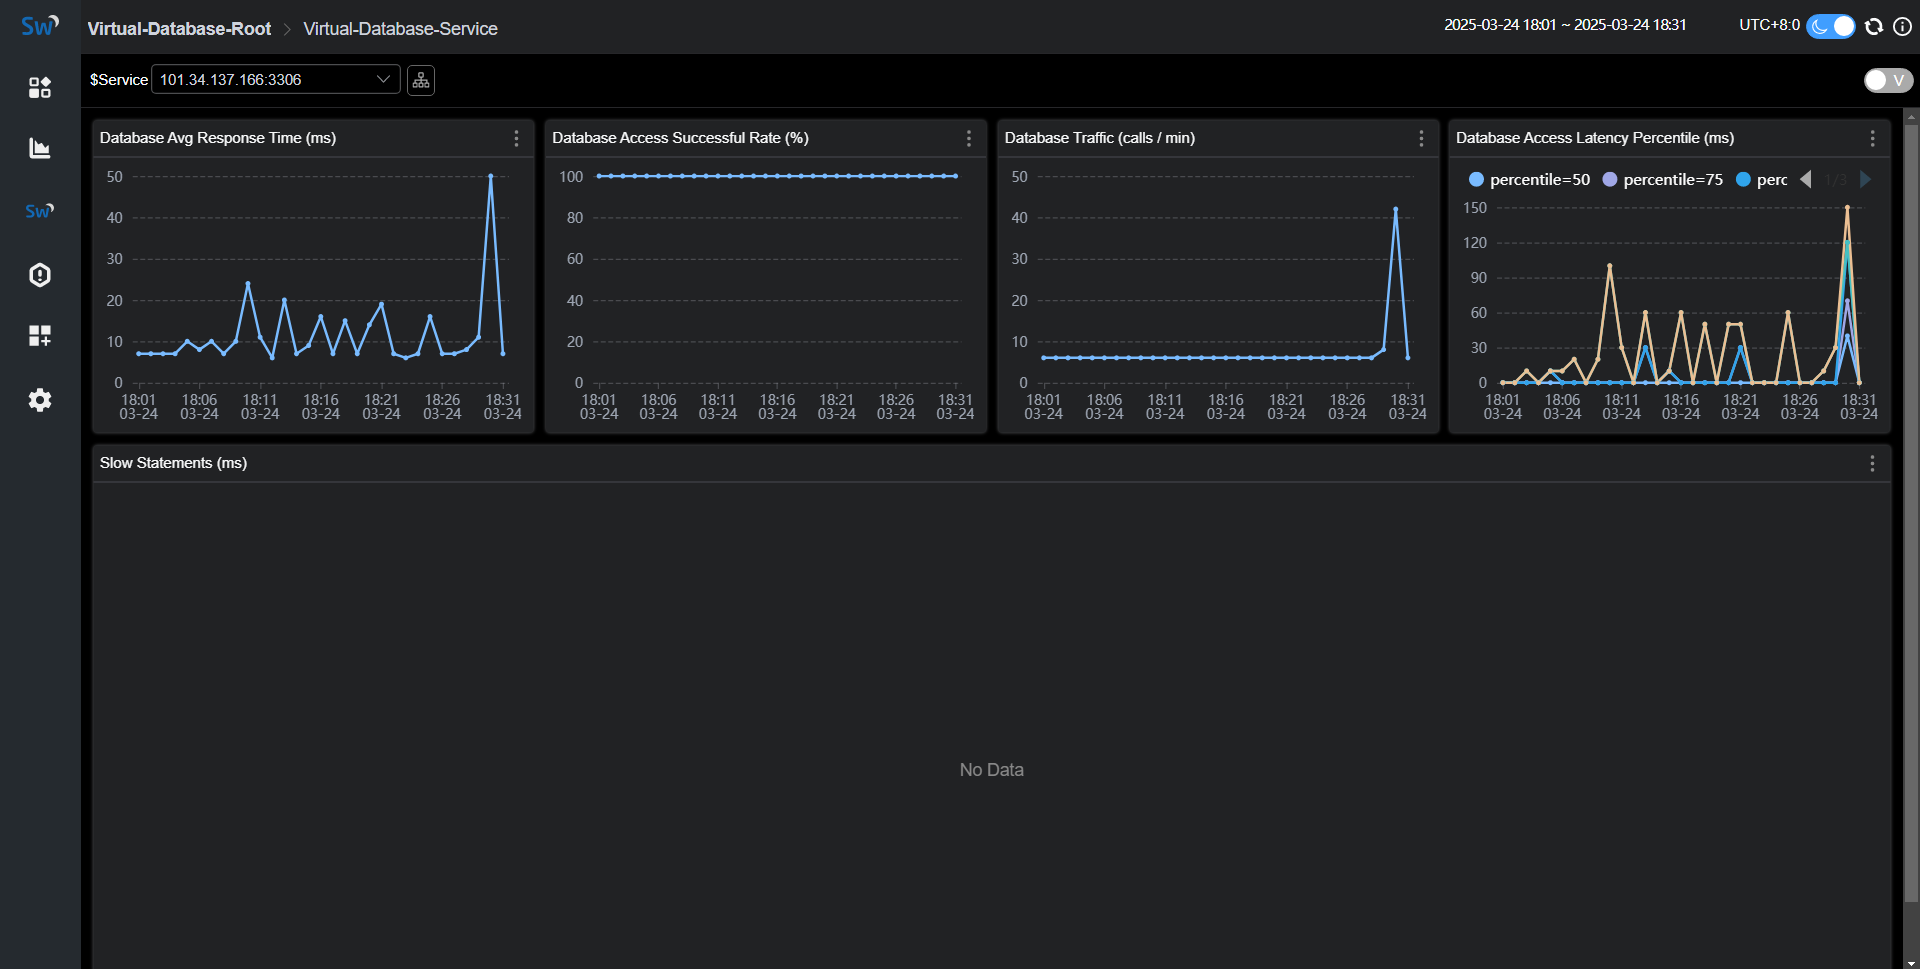 Sw
Virtual-Database-Root > Virtual-Database-Service
2025-03-24 18:01 ~ 2025-03-24 18:31
UTC+8:0
$Service 101.34.137.166:3306
V
Sw
Database Avg Response Time (ms)
50
40
30
20
10
0
18:01 18:06 18:11 18:16 18:21 18:26 18:31
03-24 03-24 03-24 03-24 03-24 03-24 03-24
Database Access Successful Rate (%)
100
80
60
40
20
0
18:01 18:06 18:11 18:16 18:21 18:26 18:31
03-24 03-24 03-24 03-24 03-24 03-24 03-24
Database Traffic (calls / min)
50
40
30
20
10
0
18:01 18:06 18:11 18:16 18:21 18:26 18:31
03-24 03-24 03-24 03-24 03-24 03-24 03-24
Database Access Latency Percentile (ms)
percentile=50 percentile=75 perc 1/3
150
120
90
60
30
0
18:01 18:06 18:11 18:16 18:21 18:26 18:31
03-24 03-24 03-24 03-24 03-24 03-24 03-24
Slow Statements (ms)
No Data